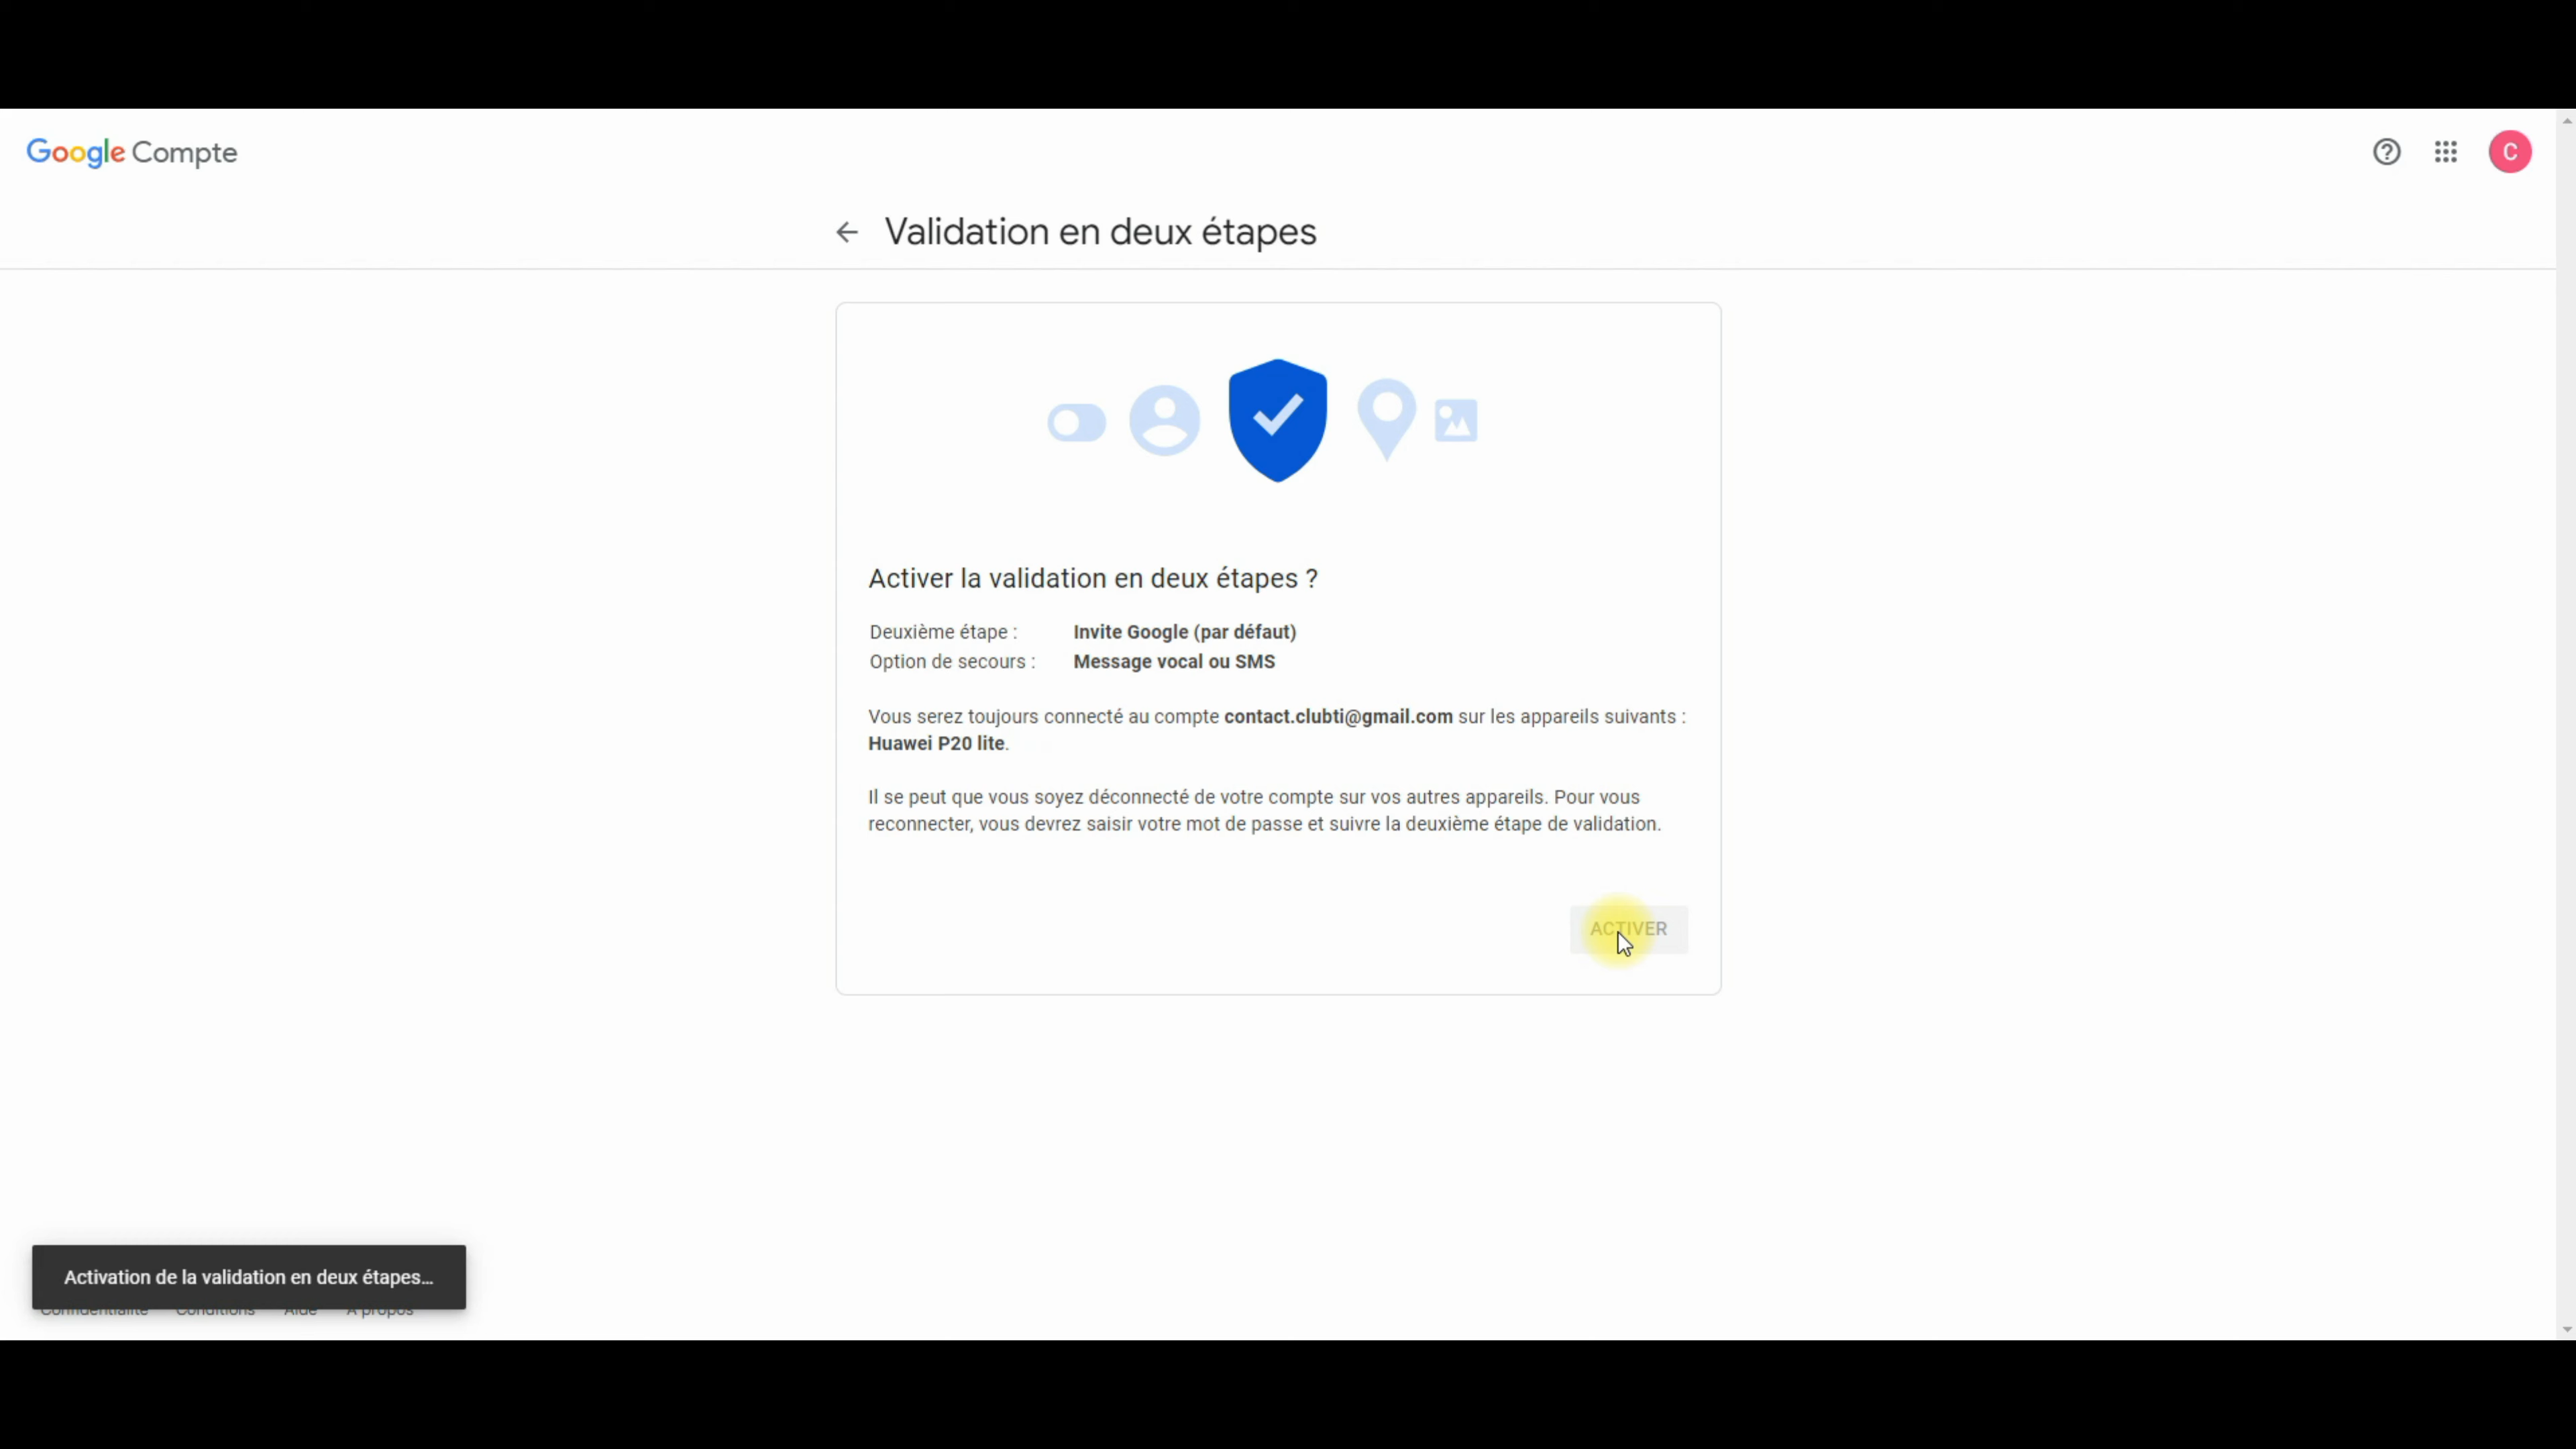 Google Compte
C
Validation en deux étapes
Activer la validation en deux étapes ?
Deuxième étape : Invite Google (par défaut)
Option de secours : Message vocal ou SMS
Vous serez toujours connecté au compte contact.clubti@gmail.com sur les appareils suivants :
Huawei P20 lite.
Il se peut que vous soyez déconnecté de votre compte sur vos autres appareils. Pour vous
reconnecter, vous devrez saisir votre mot de passe et suivre la deuxième étape de validation.
ACTIVER
Activation de la validation en deux étapes...
Confidentialité Conditions Aide À propos